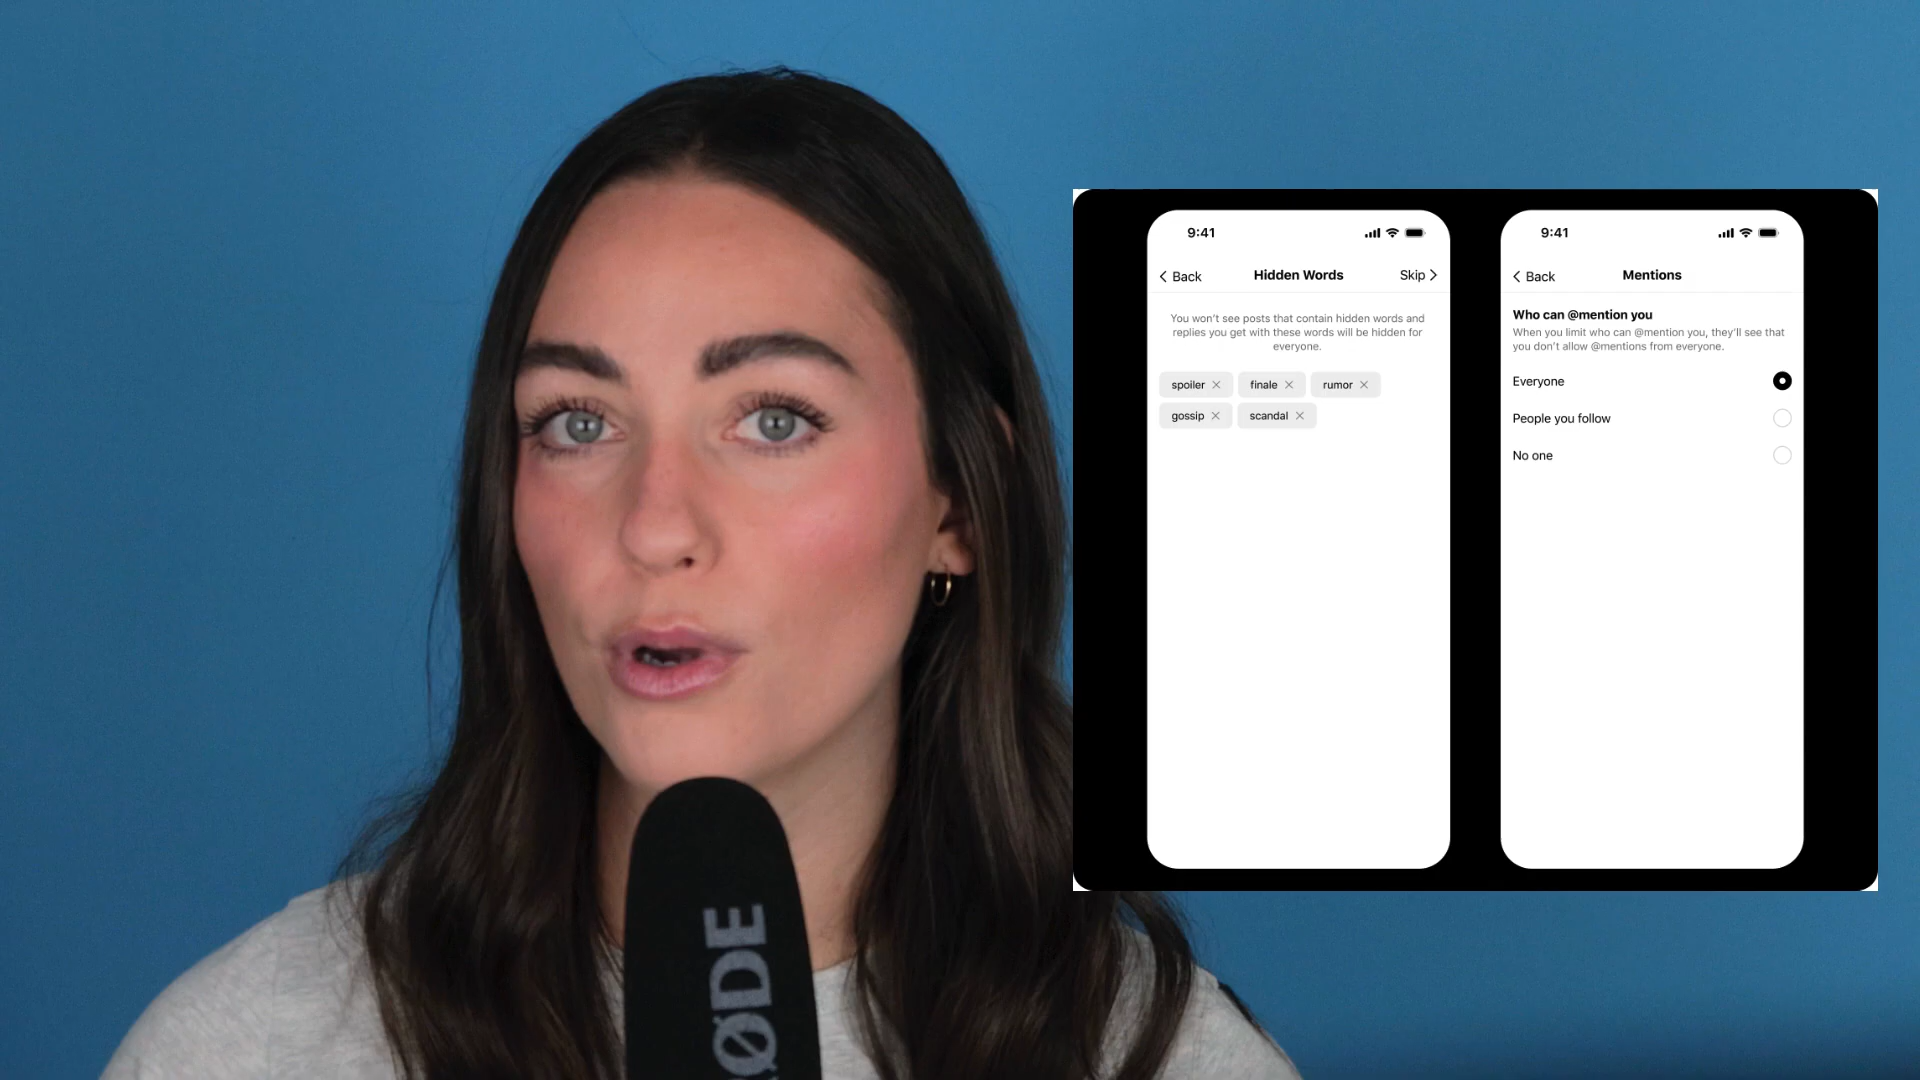 9:41
Back
Hidden Words
Skip
You won't see posts that contain hidden words and
replies you get with these words will be hidden for
everyone.
spoiler
finale
rumor
gossip
scandal
9:41
Back
Mentions
Who can @mention you
When you limit who can @mention you, they'll see that
you don't allow @mentions from everyone.
Everyone
People you follow
No one
RØDE